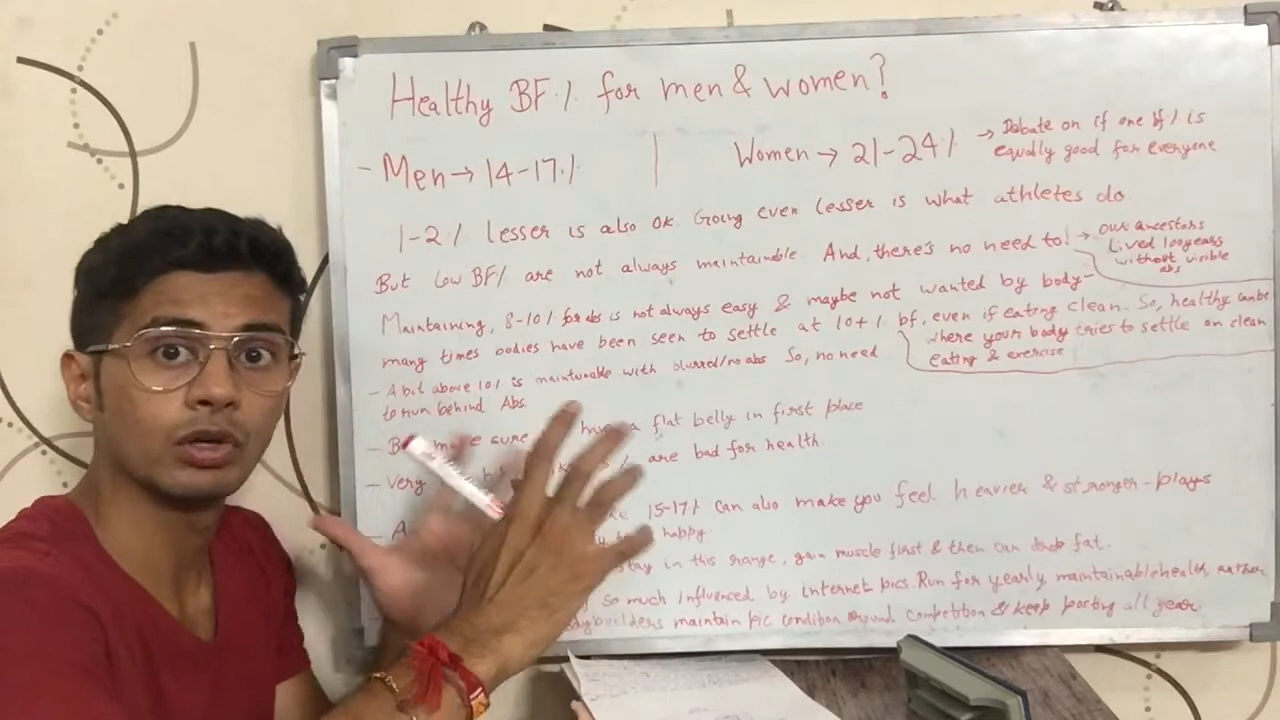 Healthy BF% for men & women?
- Men → 14-17% | Women → 21-24% → Debate on if one bf% is
equally good for everyone
1-2% lesser is also ok. Going even lesser is what athletes do.
But low BF% are not always maintainable. And, there's no need to! → our ancestors
lived 100years
without visible
abs
Maintaining, 8-10% for abs is not always easy & maybe not wanted by body-
many times bodies have been seen to settle at 10+% bf, even if eating clean. So, healthy can be
where your body tries to settle on clean
eating & exercise
- A bit above 10% is maintainable with blurred/no abs So, no need
to run behind Abs.
- make sure have a flat belly in first place
- Very % are bad for health.
- 15-17% can also make you feel heavier & stronger - plays
happy.
stay in this range, gain muscle first & then can fat.
so much influenced by internet pics. Run for yearly maintainable health, rather
bodybuilders maintain pic condition around competition & keep posting all year.